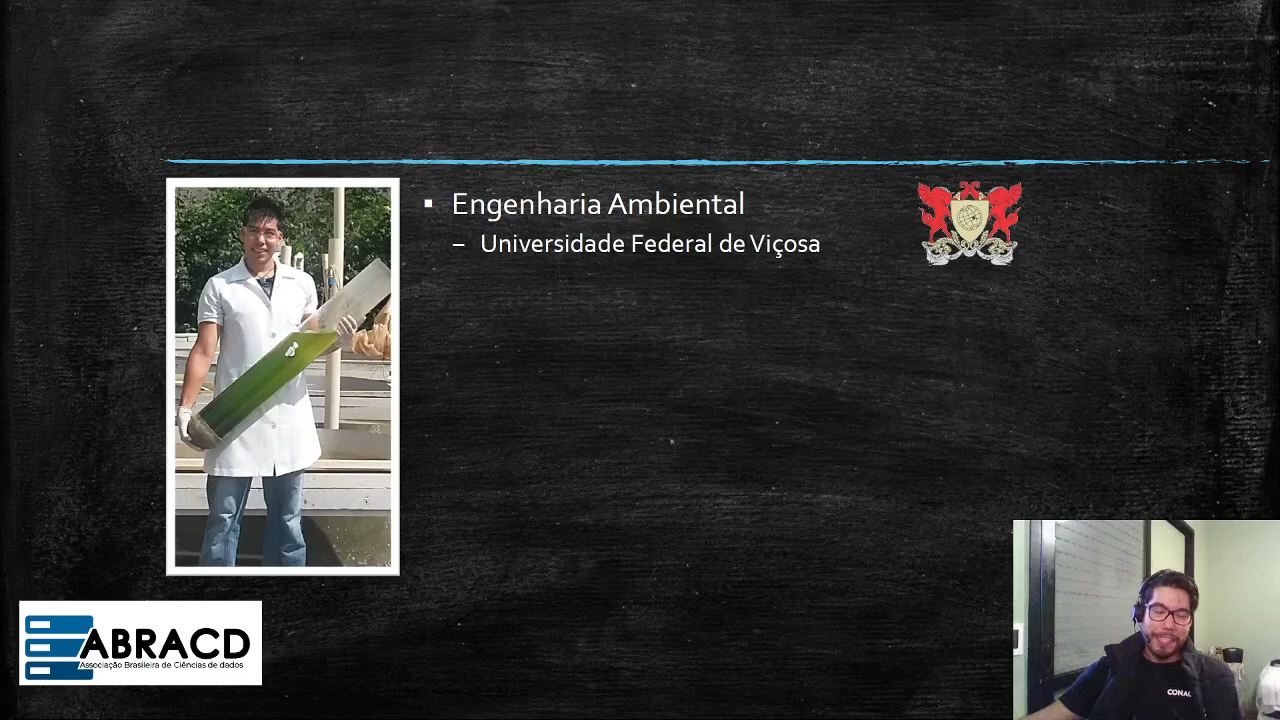 Engenharia Ambiental
– Universidade Federal de Viçosa
ABRACD
Associação Brasileira de Ciências de dados